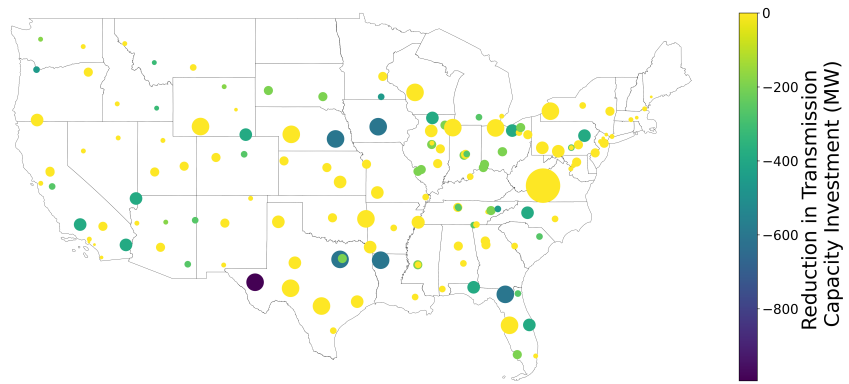 0
−200
−400
−600
−800
Reduction in Transmission
Capacity Investment (MW)